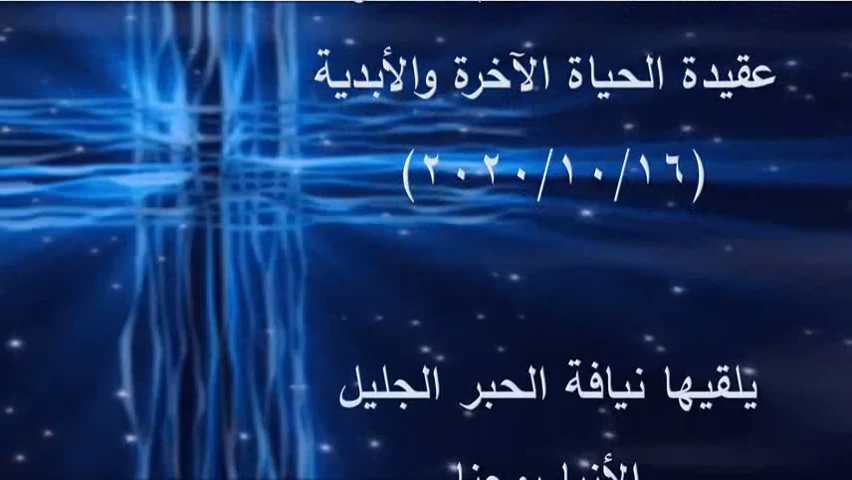 عقيدة الحياة الآخرة والأبدية
(٢٠٢٠/١٠/١٦)
يلقيها نيافة الحبر الجليل